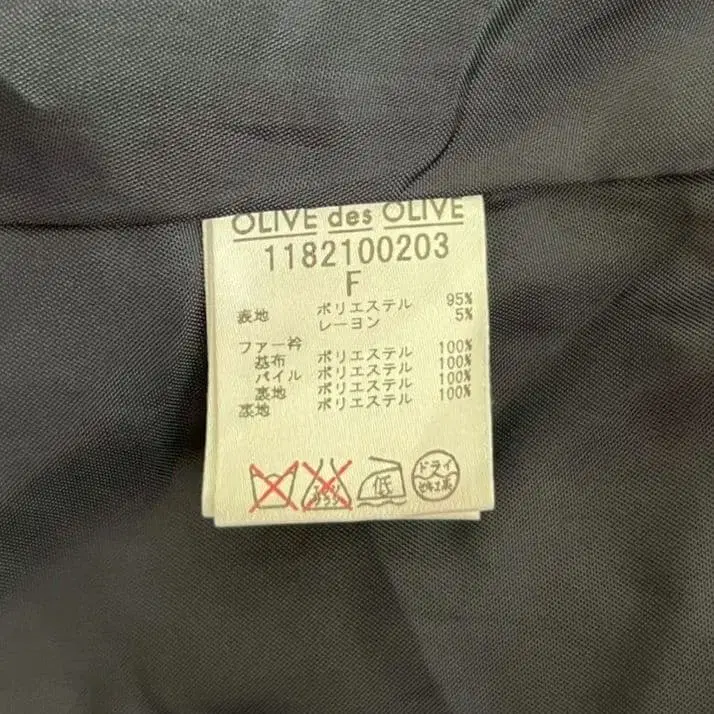 OLIVE des OLIVE
1182100203
F
表地 ポリエステル 95%
レーヨン 5%
ファー衿
基布 ポリエステル 100%
パイル ポリエステル 100%
裏地 ポリエステル 100%
裏地 ポリエステル 100%
低
ドライ